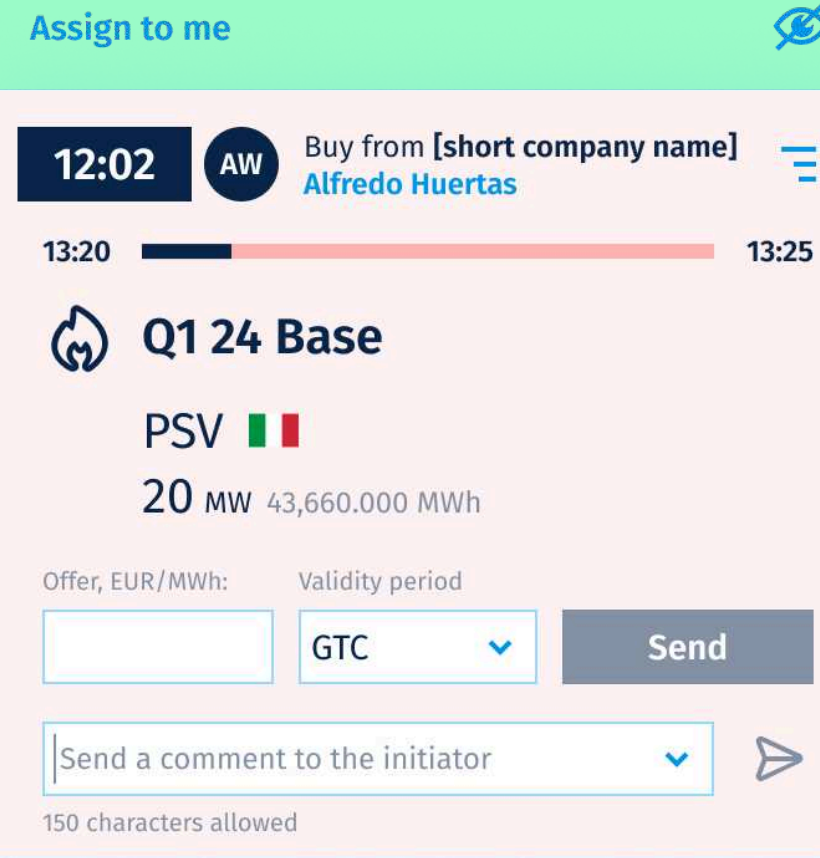 Assign to me
12:02 AW Buy from [short company name]
Alfredo Huertas
13:20 13:25
Q1 24 Base
PSV
20 MW 43,660.000 MWh
Offer, EUR/MWh: Validity period
GTC Send
Send a comment to the initiator
150 characters allowed